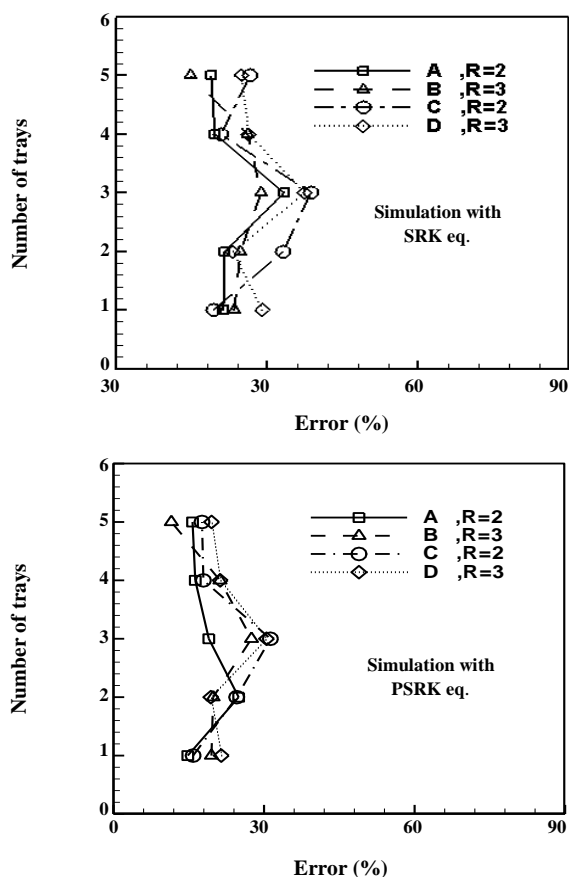 6
5
4
3
2
1
0
Number of trays
A ,R=2
B ,R=3
C ,R=2
D ,R=3
Simulation with
SRK eq.
30 30 60 90
Error (%)
6
5
4
3
2
1
0
Number of trays
A ,R=2
B ,R=3
C ,R=2
D ,R=3
Simulation with
PSRK eq.
0 30 60 90
Error (%)